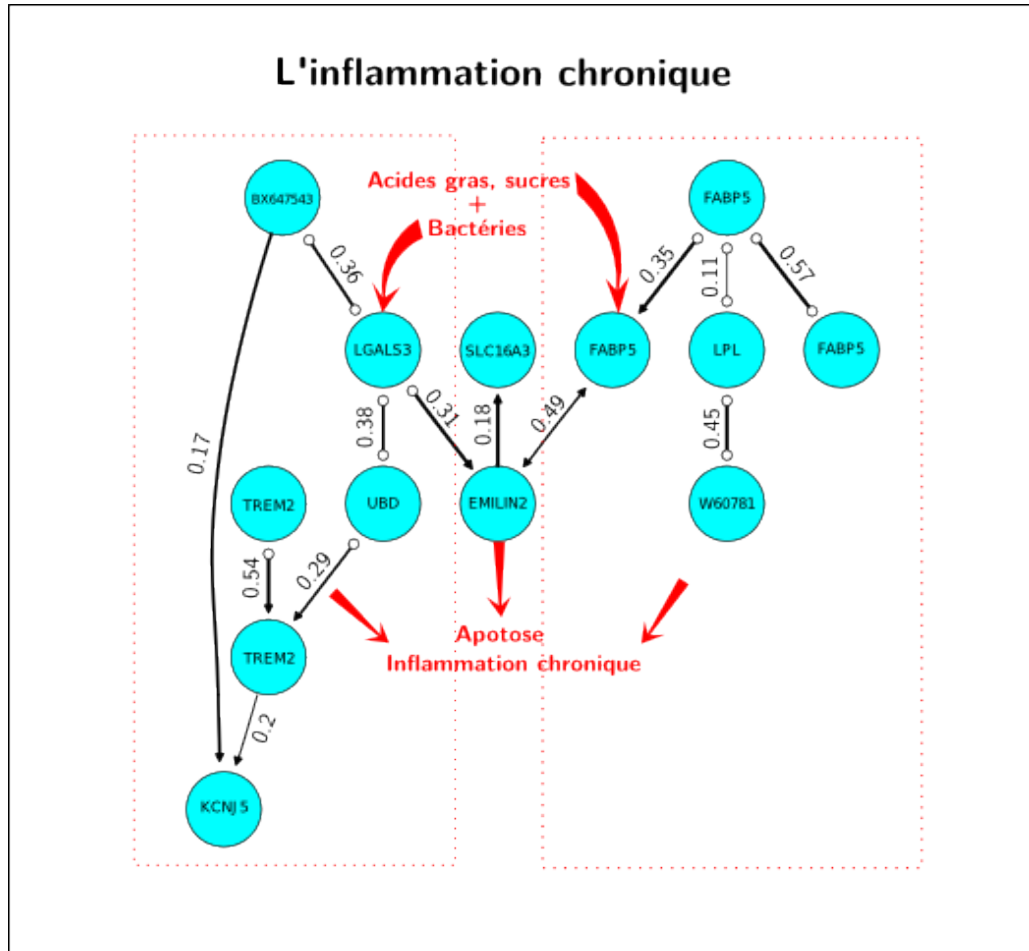 L'inflammation chronique
BX647543
Acides gras, sucres
+
Bactéries
FABP5
0.36
0.35
0.11
0.57
LGALS3
SLC16A3
FABP5
LPL
FABP5
0.17
0.38
0.31
0.18
0.49
0.45
TREM2
UBD
EMILIN2
W60781
0.54
0.29
Apotose
Inflammation chronique
TREM2
0.2
KCNJ5